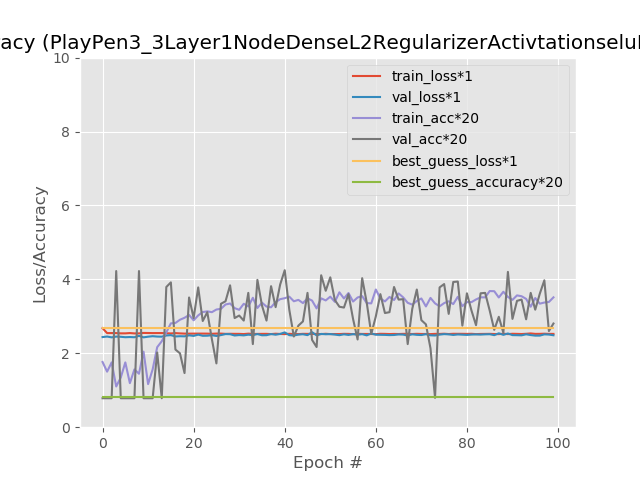 acy (PlayPen3_3Layer1NodeDenseL2RegularizerActivtationselu
10
8
6
4
2
0
Loss/Accuracy
train_loss*1
val_loss*1
train_acc*20
val_acc*20
best_guess_loss*1
best_guess_accuracy*20
0 20 40 60 80 100
Epoch #